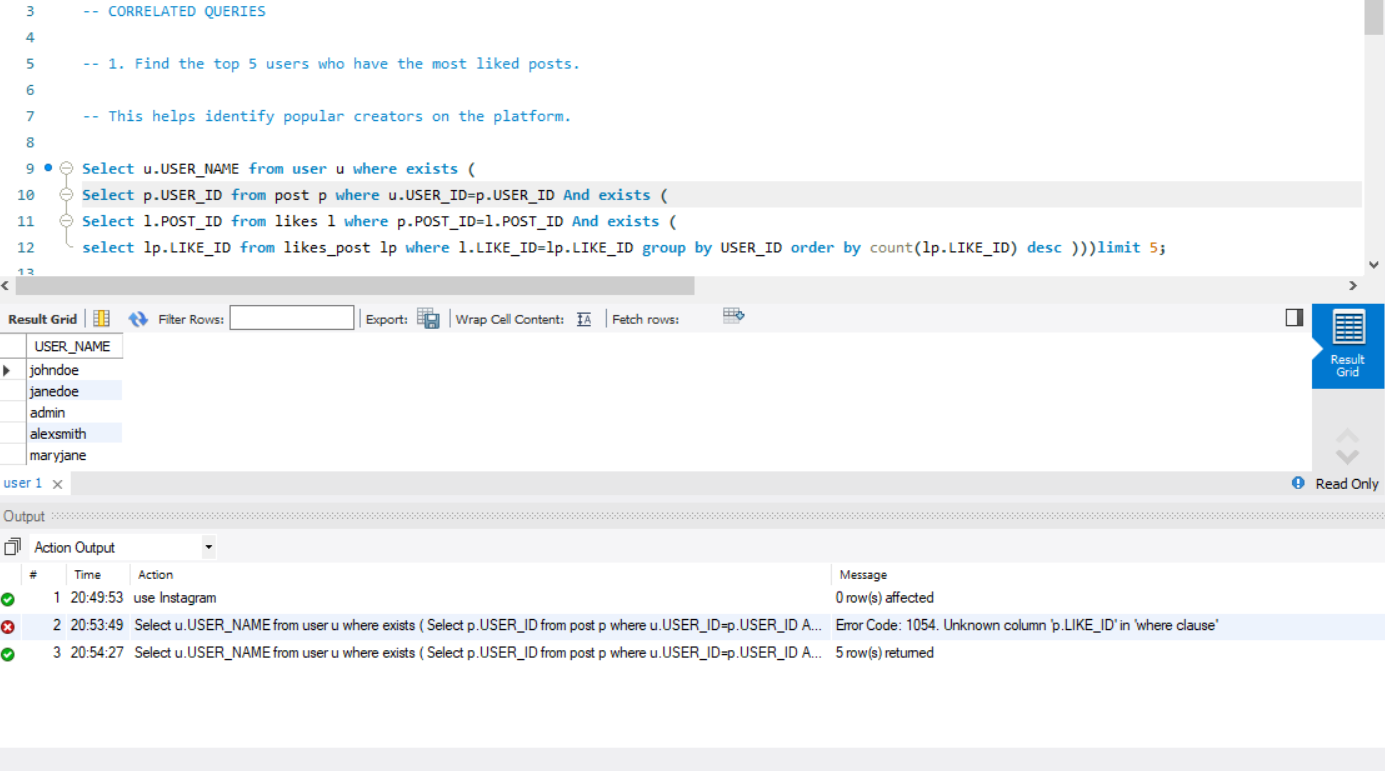 3 -- CORRELATED QUERIES
4
5 -- 1. Find the top 5 users who have the most liked posts.
6
7 -- This helps identify popular creators on the platform.
8
9 Select u.USER_NAME from user u where exists (
10 Select p.USER_ID from post p where u.USER_ID=p.USER_ID And exists (
11 Select l.POST_ID from likes l where p.POST_ID=l.POST_ID And exists (
12 select lp.LIKE_ID from likes_post lp where l.LIKE_ID=lp.LIKE_ID group by USER_ID order by count(lp.LIKE_ID) desc )))limit 5;
13
Result Grid Filter Rows: Export: Wrap Cell Content: IA Fetch rows:
USER_NAME
johndoe
janedoe
admin
alexsmith
maryjane
Result
Grid
user 1 × Read Only
Output
Action Output
# Time Action Message
1 20:49:53 use Instagram 0 row(s) affected
2 20:53:49 Select u.USER_NAME from user u where exists ( Select p.USER_ID from post p where u.USER_ID=p.USER_ID A... Error Code: 1054. Unknown column 'p.LIKE_ID' in 'where clause'
3 20:54:27 Select u.USER_NAME from user u where exists ( Select p.USER_ID from post p where u.USER_ID=p.USER_ID A... 5 row(s) returned